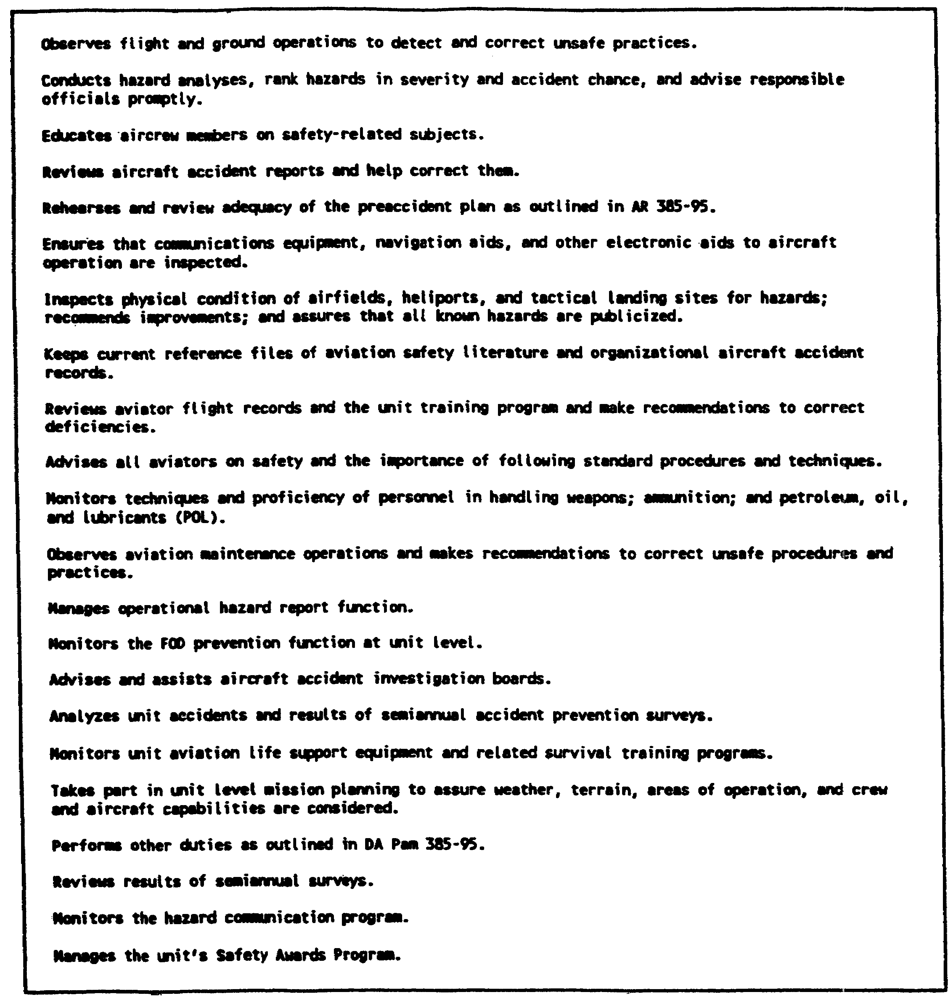 Observes flight and ground operations to detect and correct unsafe practices.
Conducts hazard analyses, rank hazards in severity and accident chance, and advise responsible
officials promptly.
Educates aircrew members on safety-related subjects.
Reviews aircraft accident reports and help correct them.
Rehearses and review adequacy of the preaccident plan as outlined in AR 385-95.
Ensures that communications equipment, navigation aids, and other electronic aids to aircraft
operation are inspected.
Inspects physical condition of airfields, heliports, and tactical landing sites for hazards;
recommends improvements; and assures that all known hazards are publicized.
Keeps current reference files of aviation safety literature and organizational aircraft accident
records.
Reviews aviator flight records and the unit training program and make recommendations to correct
deficiencies.
Advises all aviators on safety and the importance of following standard procedures and techniques.
Monitors techniques and proficiency of personnel in handling weapons; ammunition; and petroleum, oil,
and lubricants (POL).
Observes aviation maintenance operations and makes recommendations to correct unsafe procedures and
practices.
Manages operational hazard report function.
Monitors the FOD prevention function at unit level.
Advises and assists aircraft accident investigation boards.
Analyzes unit accidents and results of semiannual accident prevention surveys.
Monitors unit aviation life support equipment and related survival training programs.
Takes part in unit level mission planning to assure weather, terrain, areas of operation, and crew
and aircraft capabilities are considered.
Performs other duties as outlined in DA Pam 385-95.
Reviews results of semiannual surveys.
Monitors the hazard communication program.
Manages the unit's Safety Awards Program.